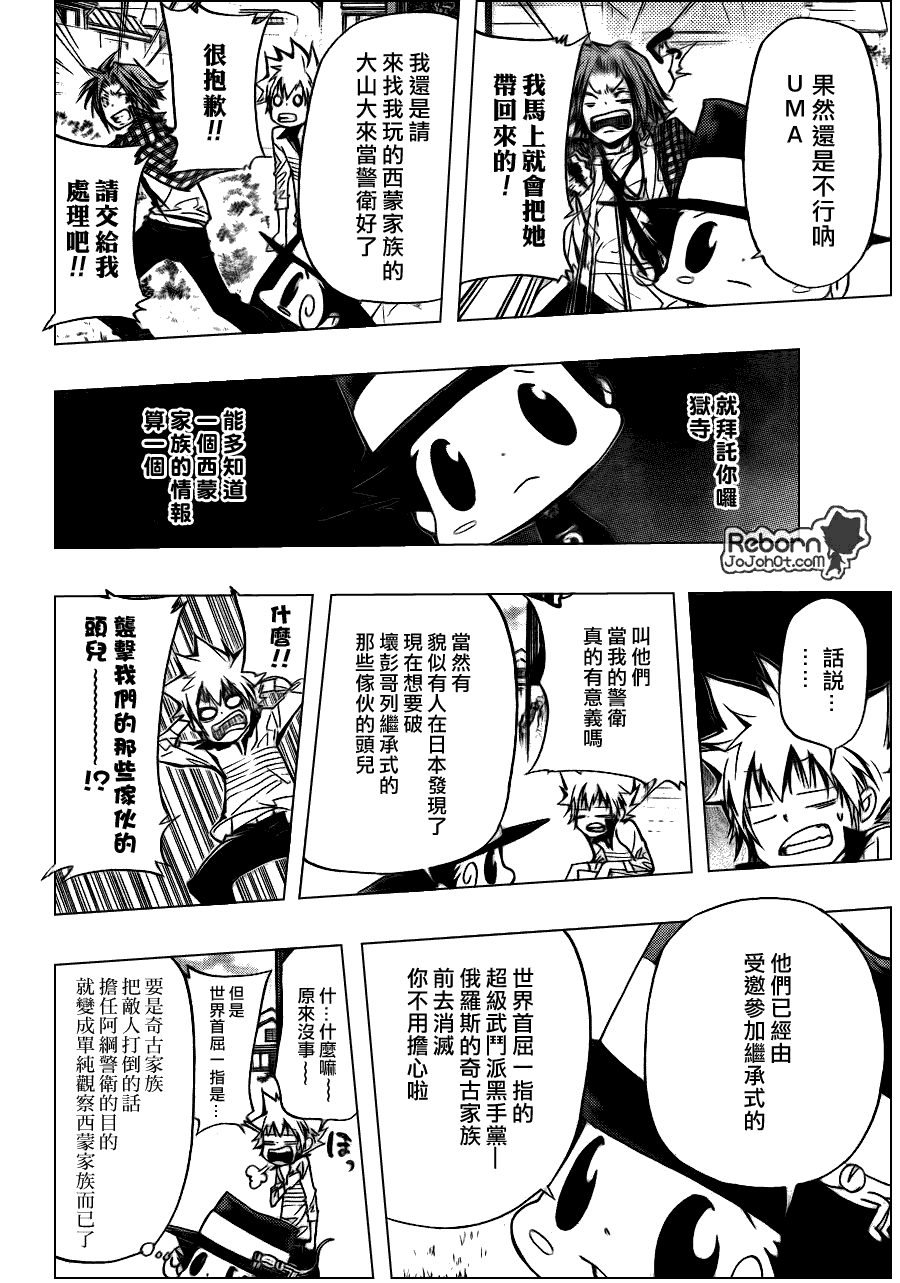 果然還是不行吶
UMA
我馬上就會把她
帶回來的!
我還是請
來找我玩的西蒙家族的
大山大來當警衛好了
很抱歉!!
請交給我
處理吧!!
就拜託你囉
獄寺
能多知道
一個西蒙
家族的情報
算一個
Reborn
JoJohOt.com
話説…
……
叫他們
當我的警衛
真的有意義嗎
當然有
貌似有人在日本發現了
現在想要破
壞彭哥列繼承式的
那些傢伙的頭兒
什麼!!
襲擊我們的那些傢伙的
頭兒~~~~!?
他們已經由
受邀參加繼承式的
世界首屈一指的
超級武鬥派黑手黨—
俄羅斯的奇古家族
前去消滅
你不用擔心啦
什…什麼嘛~
原來沒事~
ほっ
但是
世界首屈一指是…
要是奇古家族
把敵人打倒的話
擔任阿綱警衛的目的
就變成單純觀察西蒙家族而已了